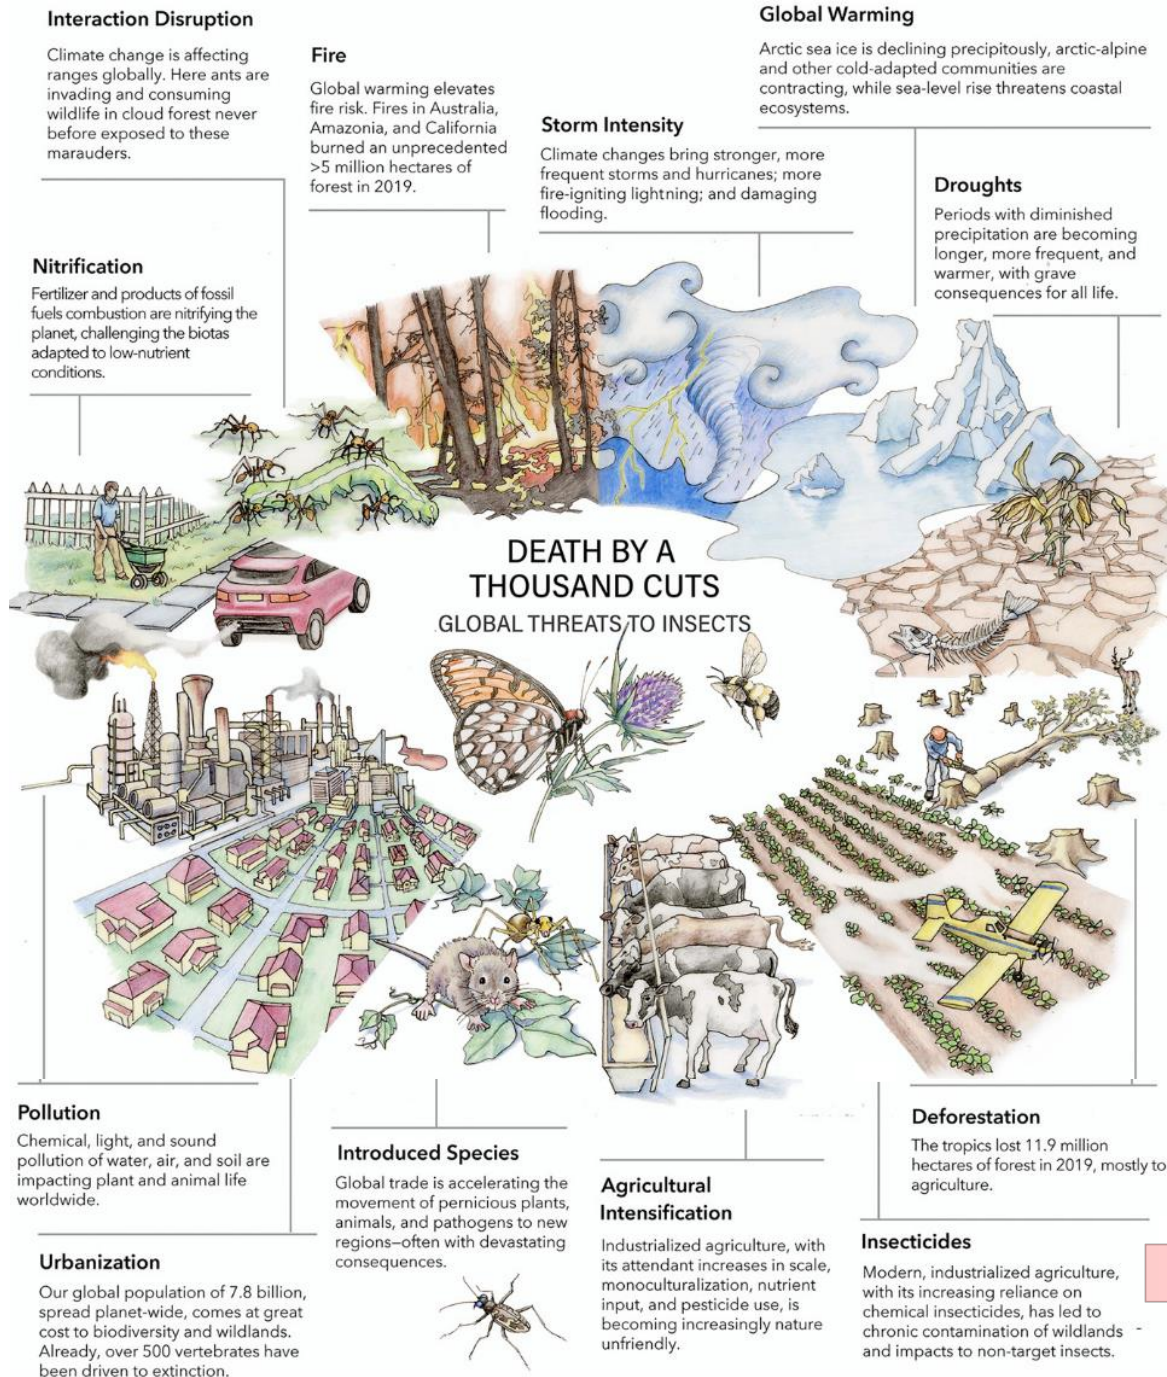 Interaction Disruption
Climate change is affecting
ranges globally. Here ants are
invading and consuming
wildlife in cloud forest never
before exposed to these
marauders.
Fire
Global warming elevates
fire risk. Fires in Australia,
Amazonia, and California
burned an unprecedented
>5 million hectares of
forest in 2019.
Storm Intensity
Climate changes bring stronger, more
frequent storms and hurricanes; more
fire-igniting lightning; and damaging
flooding.
Global Warming
Arctic sea ice is declining precipitously, arctic-alpine
and other cold-adapted communities are
contracting, while sea-level rise threatens coastal
ecosystems.
Droughts
Periods with diminished
precipitation are becoming
longer, more frequent, and
warmer, with grave
consequences for all life.
Nitrification
Fertilizer and products of fossil
fuels combustion are nitrifying the
planet, challenging the biotas
adapted to low-nutrient
conditions.
DEATH BY A
THOUSAND CUTS
GLOBAL THREATS TO INSECTS
Pollution
Chemical, light, and sound
pollution of water, air, and soil are
impacting plant and animal life
worldwide.
Urbanization
Our global population of 7.8 billion,
spread planet-wide, comes at great
cost to biodiversity and wildlands.
Already, over 500 vertebrates have
been driven to extinction.
Introduced Species
Global trade is accelerating the
movement of pernicious plants,
animals, and pathogens to new
regions—often with devastating
consequences.
Agricultural
Intensification
Industrialized agriculture, with
its attendant increases in scale,
monoculturalization, nutrient
input, and pesticide use, is
becoming increasingly nature
unfriendly.
Deforestation
The tropics lost 11.9 million
hectares of forest in 2019, mostly to
agriculture.
Insecticides
Modern, industrialized agriculture,
with its increasing reliance on
chemical insecticides, has led to
chronic contamination of wildlands
and impacts to non-target insects.